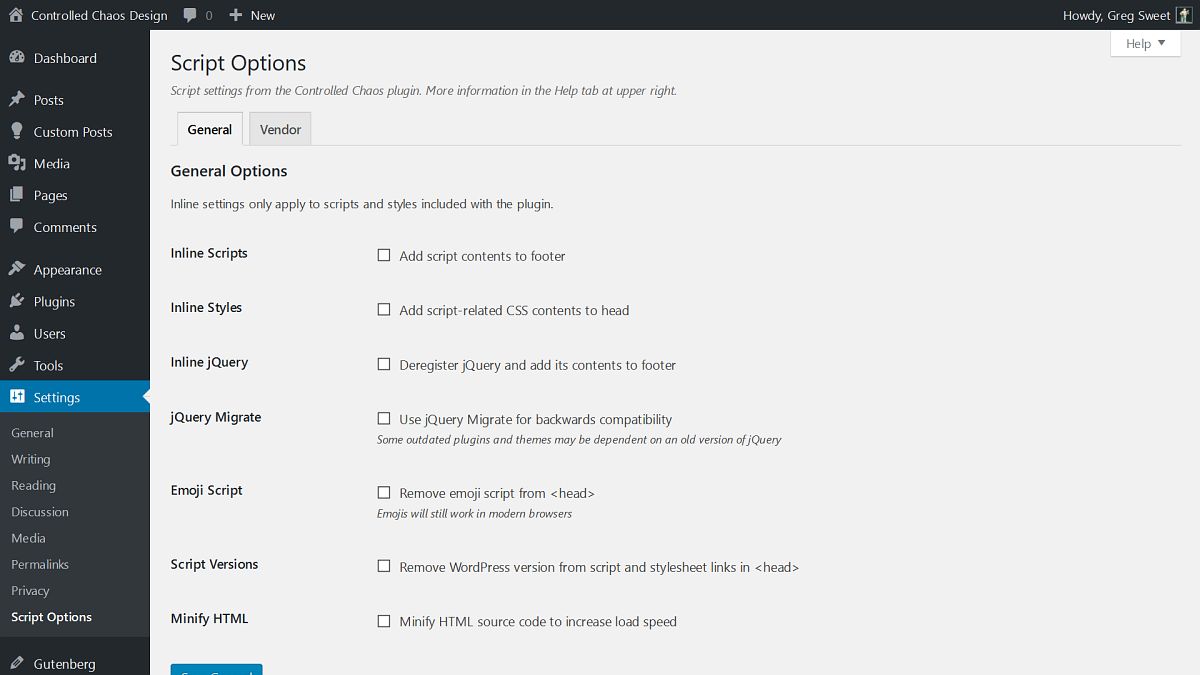 Controlled Chaos Design 0 New Howdy, Greg Sweet
Help
Dashboard
Posts
Custom Posts
Media
Pages
Comments
Appearance
Plugins
Users
Tools
Settings
General
Writing
Reading
Discussion
Media
Permalinks
Privacy
Script Options
Gutenberg
Script Options
Script settings from the Controlled Chaos plugin. More information in the Help tab at upper right.
General Vendor
General Options
Inline settings only apply to scripts and styles included with the plugin.
Inline Scripts Add script contents to footer
Inline Styles Add script-related CSS contents to head
Inline jQuery Deregister jQuery and add its contents to footer
jQuery Migrate Use jQuery Migrate for backwards compatibility
Some outdated plugins and themes may be dependent on an old version of jQuery
Emoji Script Remove emoji script from <head>
Emojis will still work in modern browsers
Script Versions Remove WordPress version from script and stylesheet links in <head>
Minify HTML Minify HTML source code to increase load speed